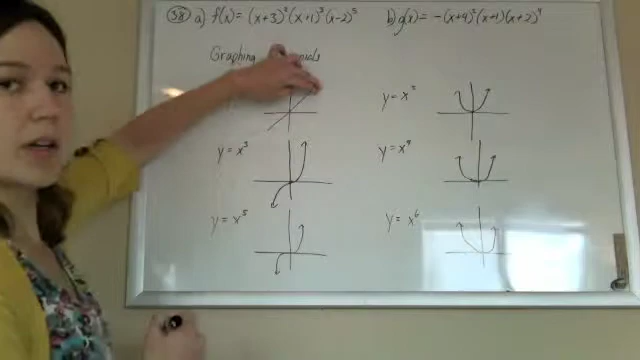 38 a) f(x) = (x+3)²(x+1)³(x-2)⁵ b) g(x) = -(x+4)²(x+1)(x+2)⁴
Graphing
y = x²
y = x³ y = x⁴
y = x⁵ y = x⁶